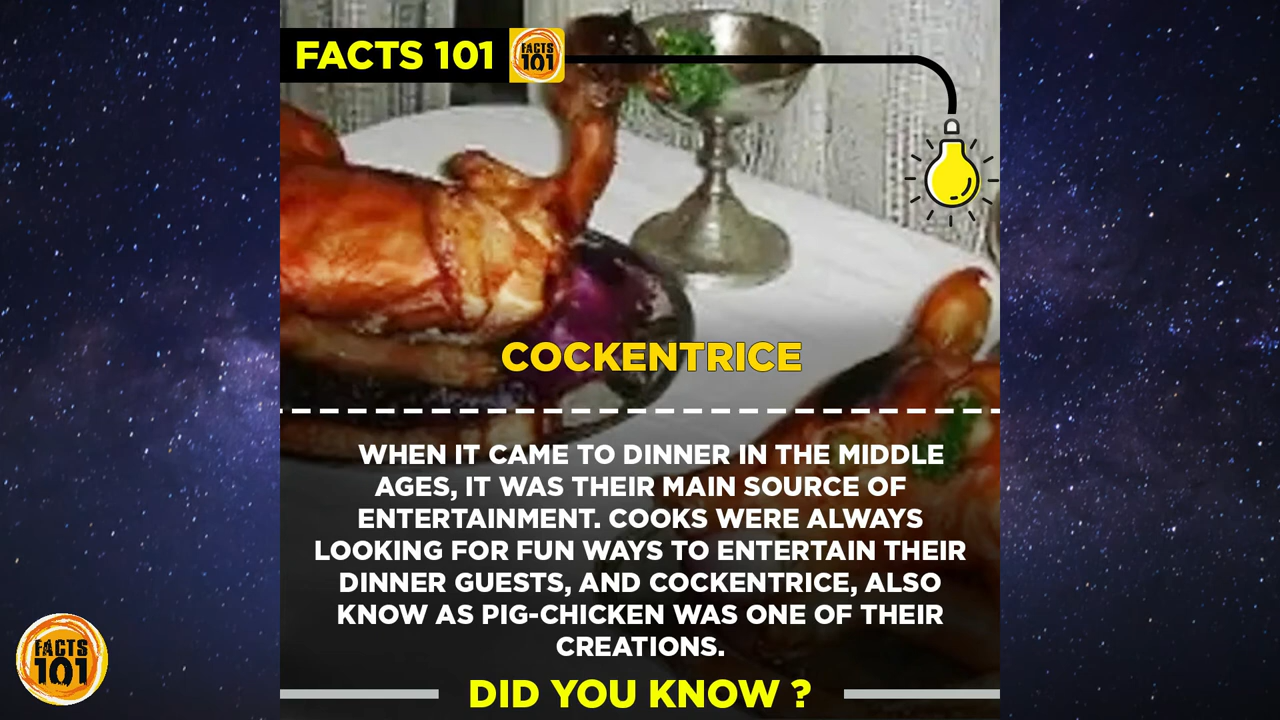 FACTS 101
FACTS
101
COCKENTRICE
WHEN IT CAME TO DINNER IN THE MIDDLE
AGES, IT WAS THEIR MAIN SOURCE OF
ENTERTAINMENT. COOKS WERE ALWAYS
LOOKING FOR FUN WAYS TO ENTERTAIN THEIR
DINNER GUESTS, AND COCKENTRICE, ALSO
KNOW AS PIG-CHICKEN WAS ONE OF THEIR
CREATIONS.
FACTS
101
DID YOU KNOW ?